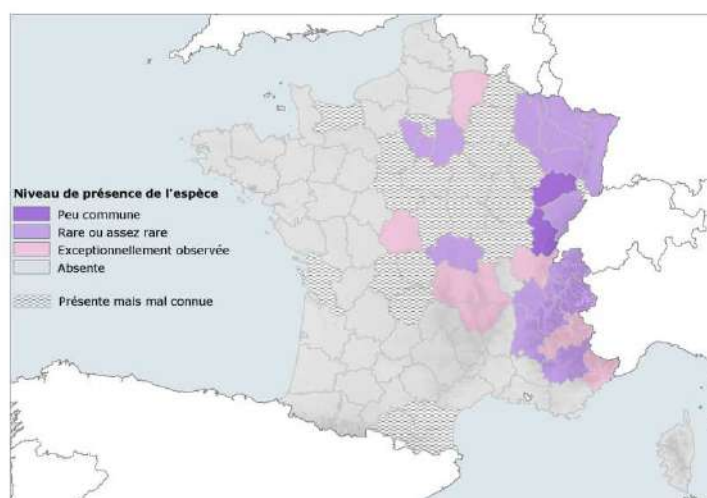 Niveau de présence de l'espèce
Peu commune
Rare ou assez rare
Exceptionnellement observée
Absente
Présente mais mal connue